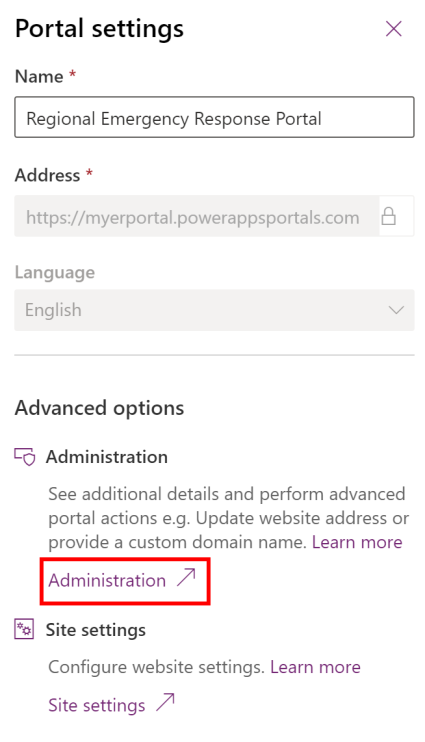 Portal settings
Name *
Regional Emergency Response Portal
Address *
https://myerportal.powerappsportals.com
Language
English
Advanced options
Administration
See additional details and perform advanced
portal actions e.g. Update website address or
provide a custom domain name. Learn more
Administration
Site settings
Configure website settings. Learn more
Site settings